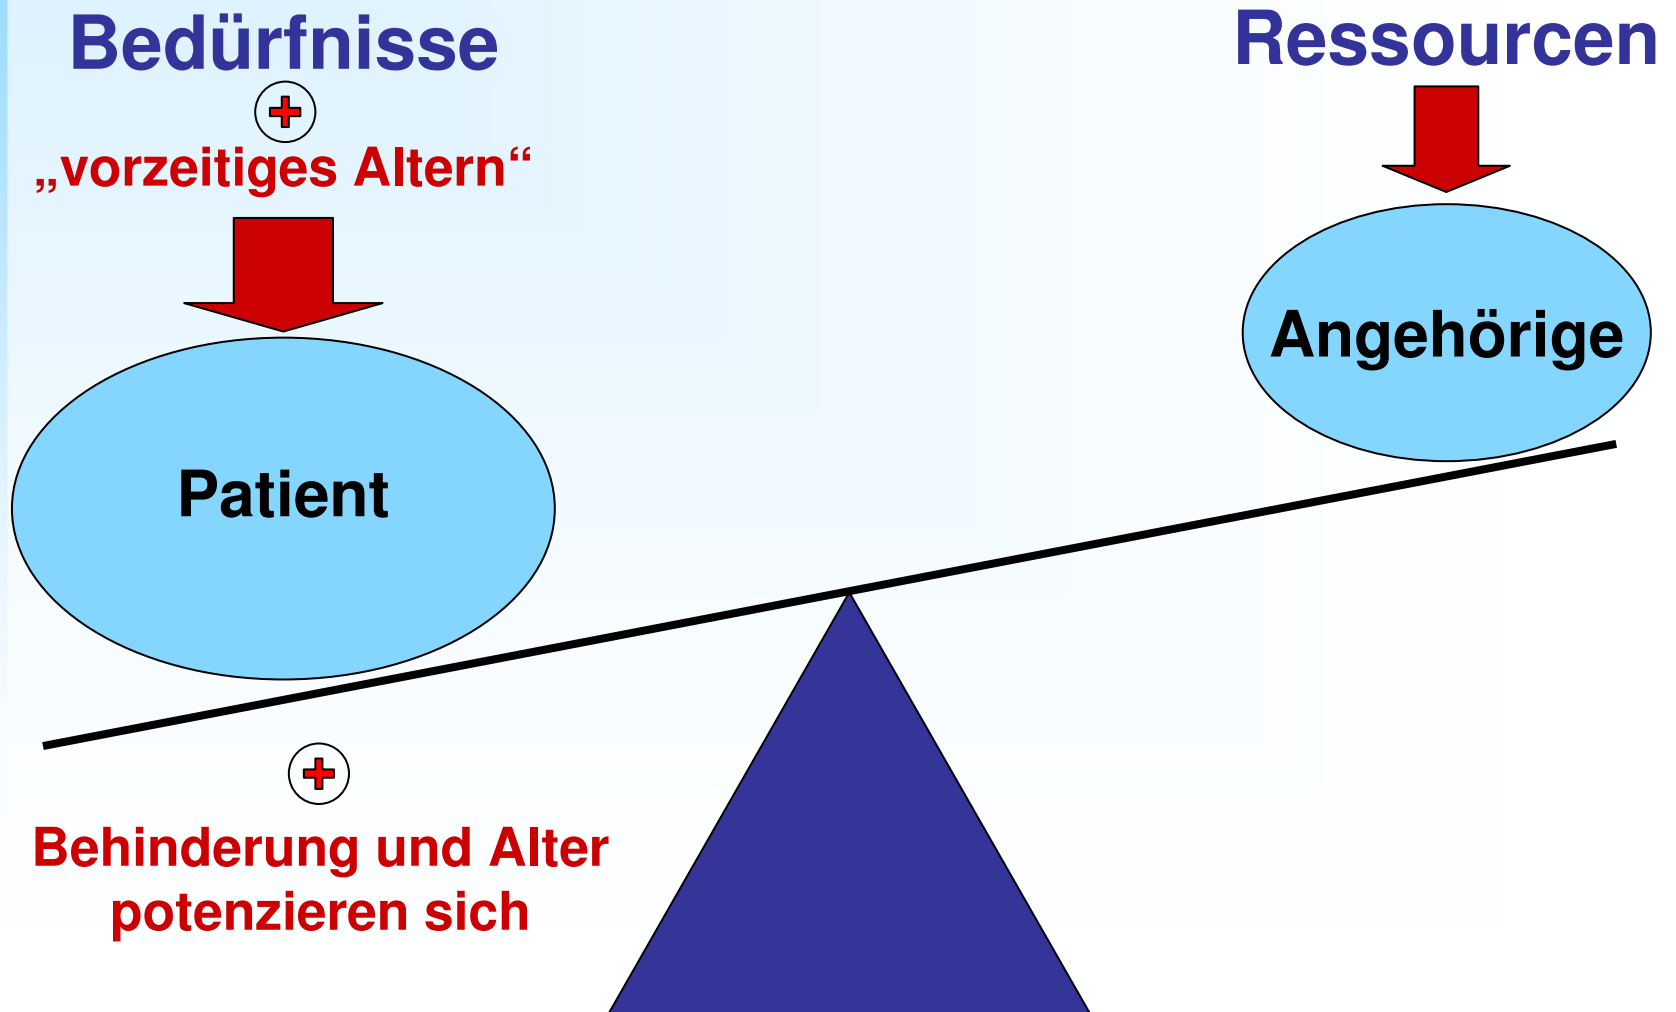 Bedürfnisse
„vorzeitiges Altern“
Patient
Behinderung und Alter
potenzieren sich
Ressourcen
Angehörige